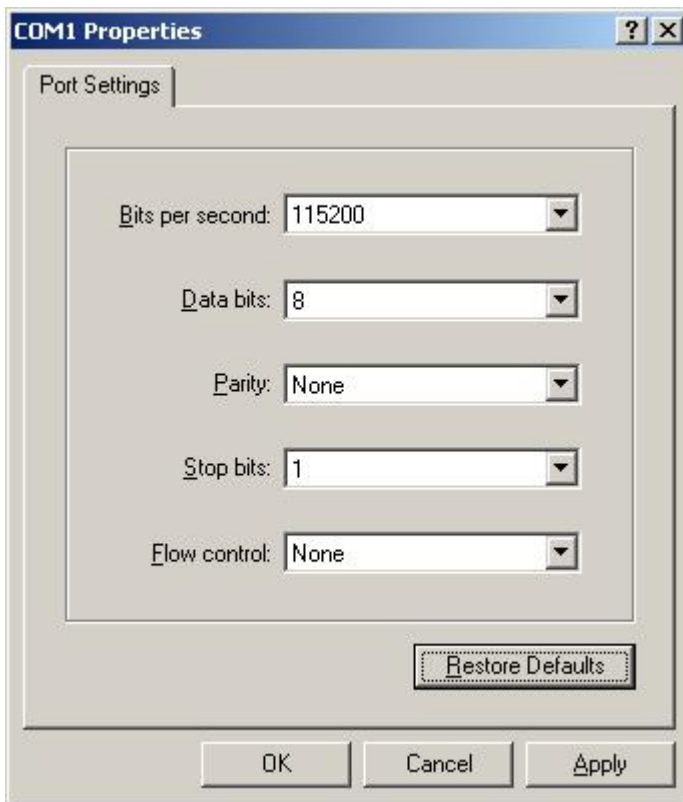 COM1 Properties
Port Settings
Bits per second: 115200
Data bits: 8
Parity: None
Stop bits: 1
Flow control: None
Restore Defaults
OK Cancel Apply